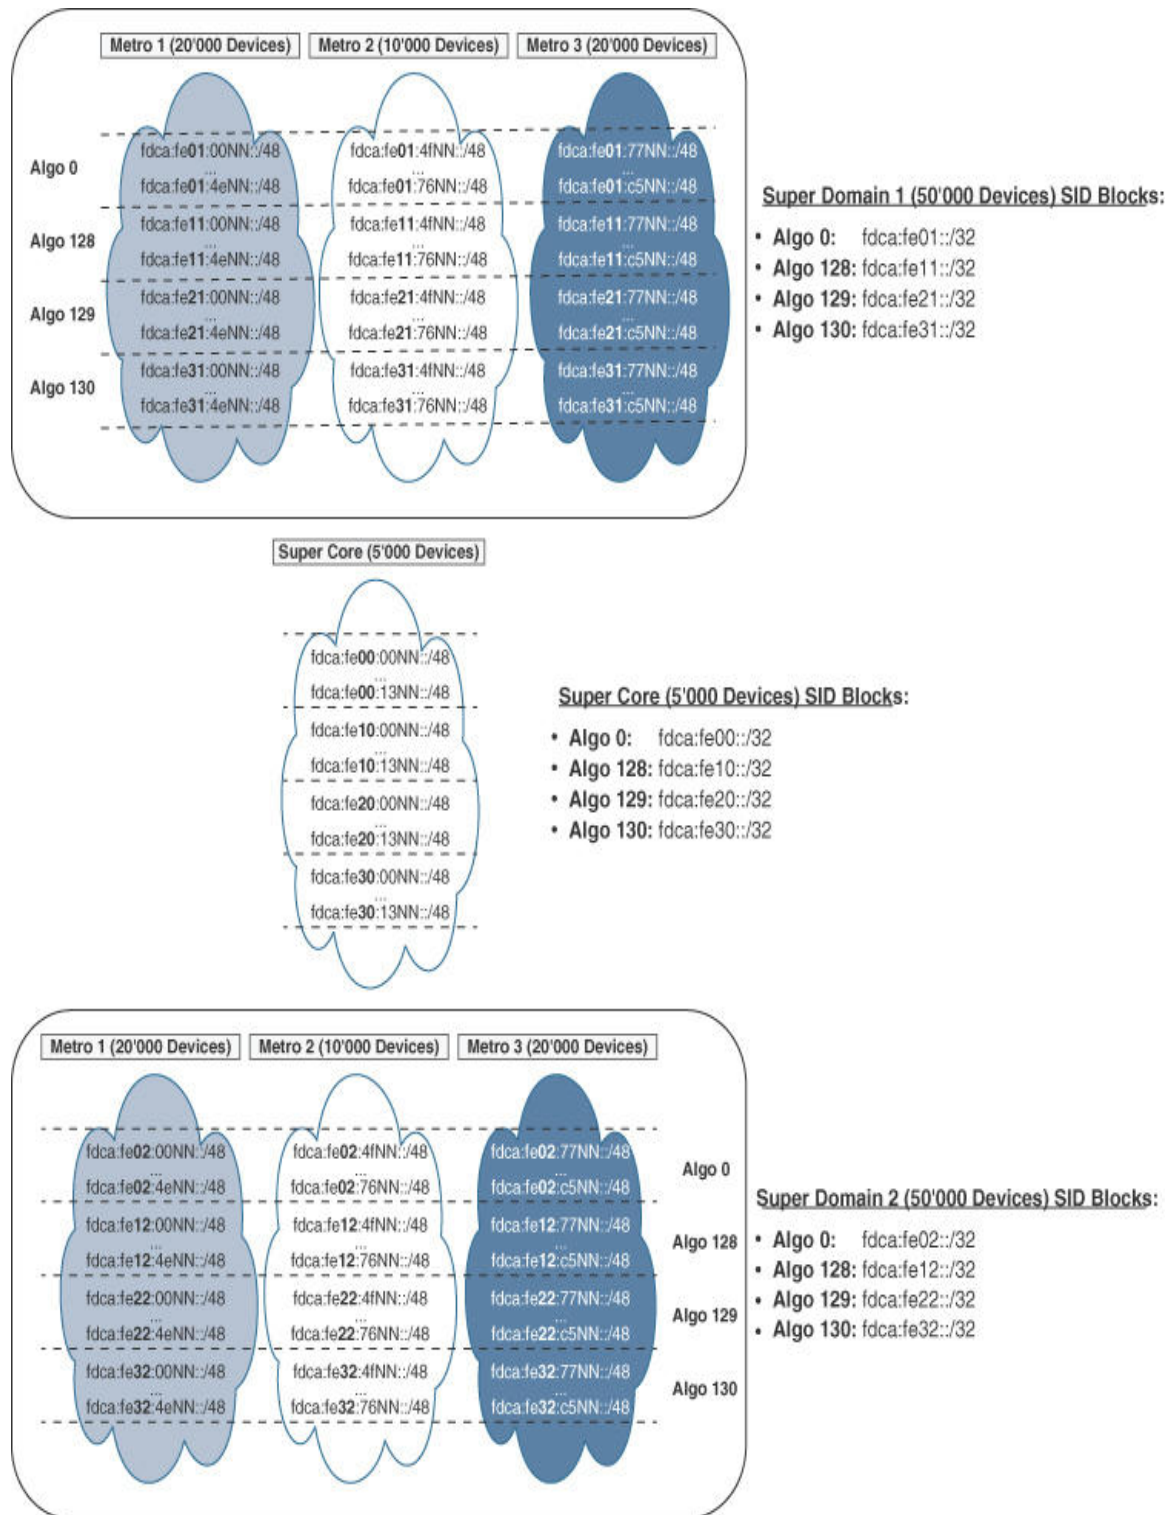 Metro 1 (20'000 Devices) Metro 2 (10'000 Devices) Metro 3 (20'000 Devices)
Algo 0
fdca:fe01:00NN::/48 fdca:fe01:4fNN::/48 fdca:fe01:77NN::/48
... ... ...
fdca:fe01:4eNN::/48 fdca:fe01:76NN::/48 fdca:fe01:c5NN::/48
Algo 128
fdca:fe11:00NN::/48 fdca:fe11:4fNN::/48 fdca:fe11:77NN::/48
... ... ...
fdca:fe11:4eNN::/48 fdca:fe11:76NN::/48 fdca:fe11:c5NN::/48
Algo 129
fdca:fe21:00NN::/48 fdca:fe21:4fNN::/48 fdca:fe21:77NN::/48
... ... ...
fdca:fe21:4eNN::/48 fdca:fe21:76NN::/48 fdca:fe21:c5NN::/48
Algo 130
fdca:fe31:00NN::/48 fdca:fe31:4fNN::/48 fdca:fe31:77NN::/48
... ... ...
fdca:fe31:4eNN::/48 fdca:fe31:76NN::/48 fdca:fe31:c5NN::/48
Super Domain 1 (50'000 Devices) SID Blocks:
• Algo 0: fdca:fe01::/32
• Algo 128: fdca:fe11::/32
• Algo 129: fdca:fe21::/32
• Algo 130: fdca:fe31::/32
Super Core (5'000 Devices)
fdca:fe00:00NN::/48
...
fdca:fe00:13NN::/48
fdca:fe10:00NN::/48
...
fdca:fe10:13NN::/48
fdca:fe20:00NN::/48
...
fdca:fe20:13NN::/48
fdca:fe30:00NN::/48
...
fdca:fe30:13NN::/48
Super Core (5'000 Devices) SID Blocks:
• Algo 0: fdca:fe00::/32
• Algo 128: fdca:fe10::/32
• Algo 129: fdca:fe20::/32
• Algo 130: fdca:fe30::/32
Metro 1 (20'000 Devices) Metro 2 (10'000 Devices) Metro 3 (20'000 Devices)
fdca:fe02:00NN::/48 fdca:fe02:4fNN::/48 fdca:fe02:77NN::/48
... ... ...
fdca:fe02:4eNN::/48 fdca:fe02:76NN::/48 fdca:fe02:c5NN::/48
Algo 0
fdca:fe12:00NN::/48 fdca:fe12:4fNN::/48 fdca:fe12:77NN::/48
... ... ...
fdca:fe12:4eNN::/48 fdca:fe12:76NN::/48 fdca:fe12:c5NN::/48
Algo 128
fdca:fe22:00NN::/48 fdca:fe22:4fNN::/48 fdca:fe22:77NN::/48
... ... ...
fdca:fe22:4eNN::/48 fdca:fe22:76NN::/48 fdca:fe22:c5NN::/48
Algo 129
fdca:fe32:00NN::/48 fdca:fe32:4fNN::/48 fdca:fe32:77NN::/48
... ... ...
fdca:fe32:4eNN::/48 fdca:fe32:76NN::/48 fdca:fe32:c5NN::/48
Algo 130
Super Domain 2 (50'000 Devices) SID Blocks:
• Algo 0: fdca:fe02::/32
• Algo 128: fdca:fe12::/32
• Algo 129: fdca:fe22::/32
• Algo 130: fdca:fe32::/32